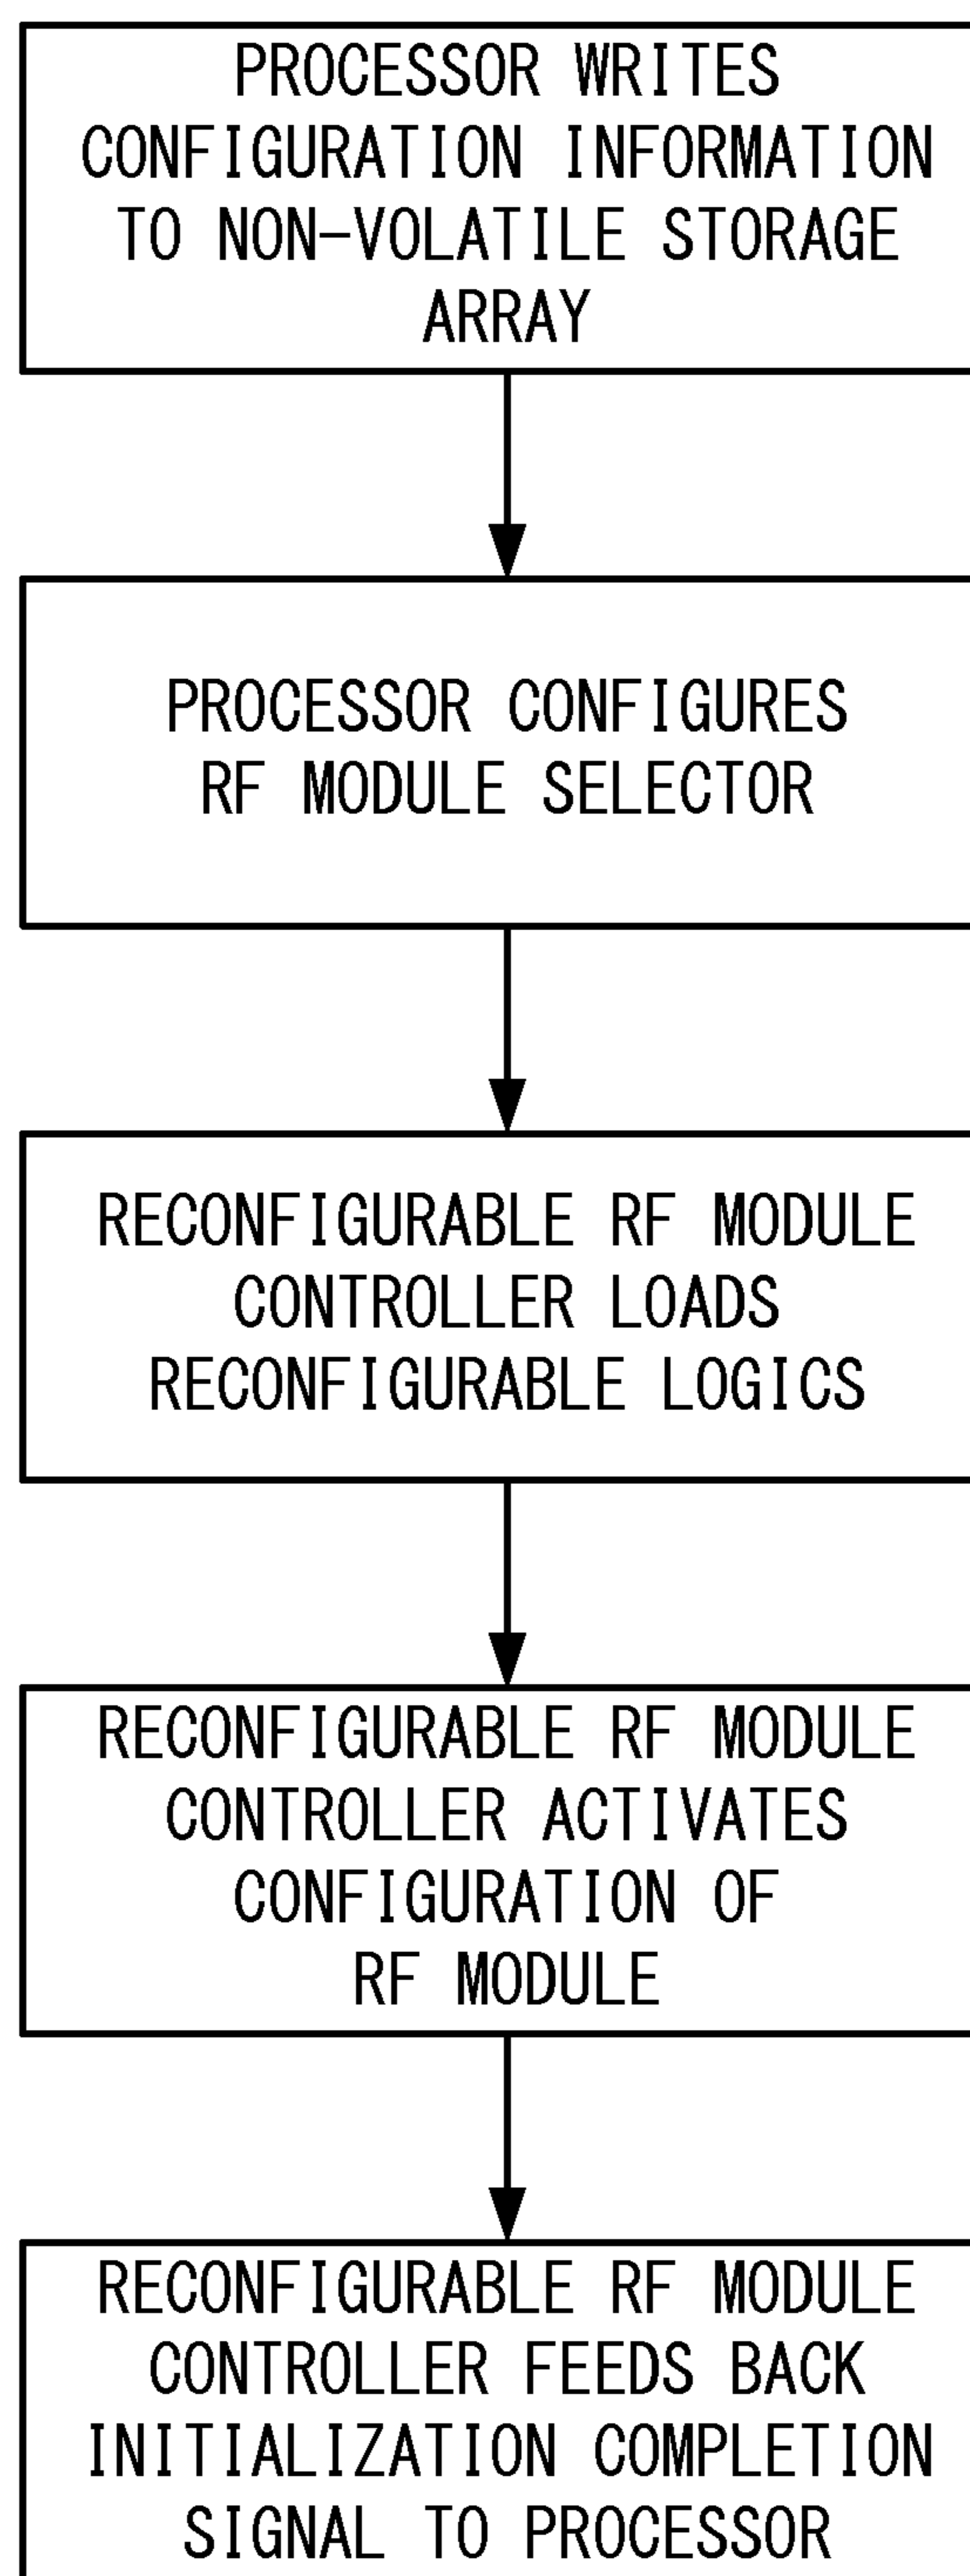 PROCESSOR WRITES
CONFIGURATION INFORMATION
TO NON-VOLATILE STORAGE
ARRAY
PROCESSOR CONFIGURES
RF MODULE SELECTOR
RECONFIGURABLE RF MODULE
CONTROLLER LOADS
RECONFIGURABLE LOGICS
RECONFIGURABLE RF MODULE
CONTROLLER ACTIVATES
CONFIGURATION OF
RF MODULE
RECONFIGURABLE RF MODULE
CONTROLLER FEEDS BACK
INITIALIZATION COMPLETION
SIGNAL TO PROCESSOR